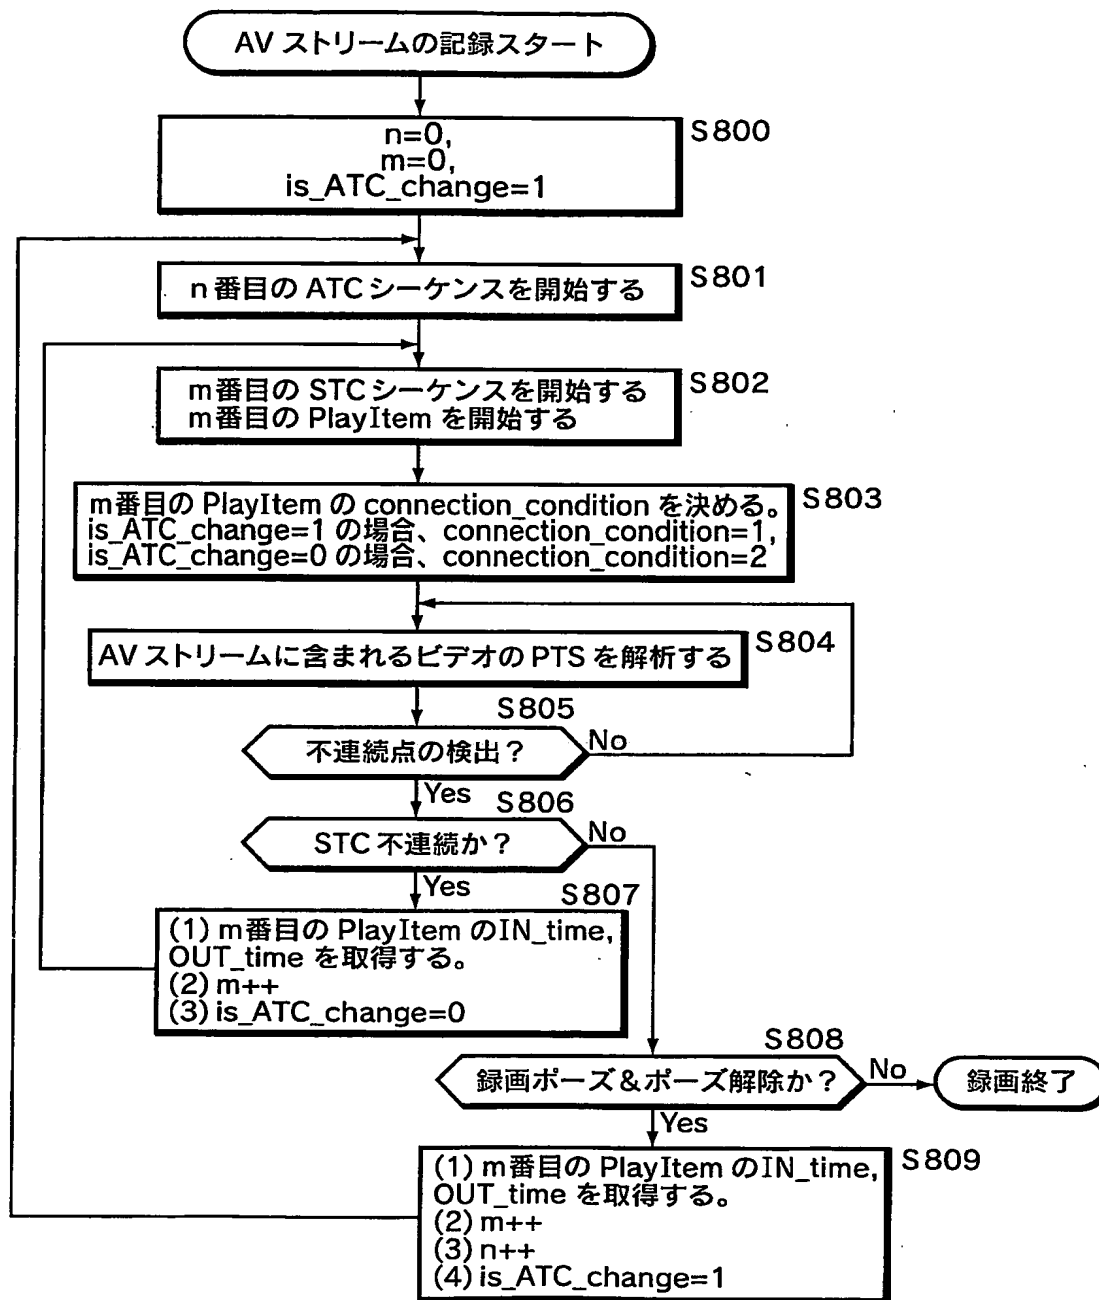 AV ストリームの記録スタート
S800
n=0,
m=0,
is_ATC_change=1
n番目の ATCシーケンスを開始する
S801
m番目の STCシーケンスを開始する
m番目の PlayItem を開始する
S802
m番目の PlayItem の connection_condition を決める。
is_ATC_change=1 の場合、connection_condition=1,
is_ATC_change=0 の場合、connection_condition=2
S803
AV ストリームに含まれるビデオの PTS を解析する
S804
S805
不連続点の検出？
No
Yes
S806
STC 不連続か？
No
Yes
S807
(1) m番目の PlayItem のIN_time,
OUT_time を取得する。
(2) m++
(3) is_ATC_change=0
S808
録画ポーズ＆ポーズ解除か？
No
録画終了
Yes
S809
(1) m番目の PlayItem のIN_time,
OUT_time を取得する。
(2) m++
(3) n++
(4) is_ATC_change=1